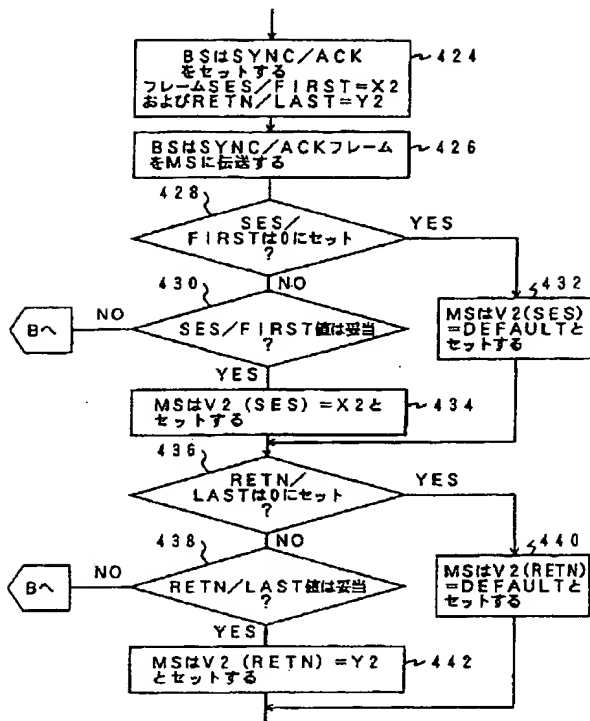 BSはSYNC/ACK
をセットする
フレームSES/FIRST=X2
およびRETN/LAST=Y2
424
BSはSYNC/ACKフレーム
をMSに伝送する
426
428
SES/
FIRSTは0にセット
?
YES
NO
430
432
NO
Bへ
SES/FIRST値は妥当
?
MSはV2(SES)
=DEFAULTと
セットする
YES
MSはV2(SES)=X2と
セットする
434
436
RETN/
LASTは0にセット
?
YES
NO
438
440
NO
Bへ
RETN/LAST値は妥当
?
MSはV2(RETN)
=DEFAULTと
セットする
YES
MSはV2(RETN)=Y2
とセットする
442